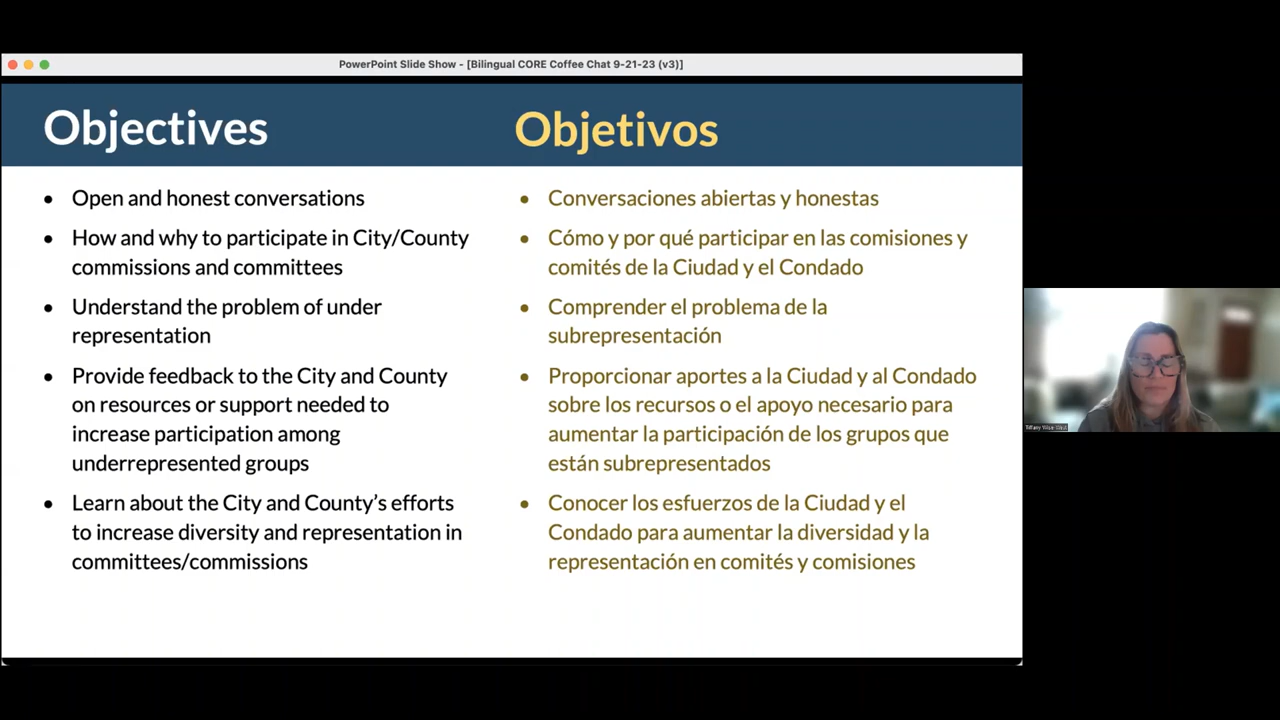 PowerPoint Slide Show - [Bilingual CORE Coffee Chat 9-21-23 (v3)]
Objectives
• Open and honest conversations
• How and why to participate in City/County
commissions and committees
• Understand the problem of under
representation
• Provide feedback to the City and County
on resources or support needed to
increase participation among
underrepresented groups
• Learn about the City and County’s efforts
to increase diversity and representation in
committees/commissions
Objetivos
• Conversaciones abiertas y honestas
• Cómo y por qué participar en las comisiones y
comités de la Ciudad y el Condado
• Comprender el problema de la
subrepresentación
• Proporcionar aportes a la Ciudad y al Condado
sobre los recursos o el apoyo necesario para
aumentar la participación de los grupos que
están subrepresentados
• Conocer los esfuerzos de la Ciudad y el
Condado para aumentar la diversidad y la
representación en comités y comisiones
Tiffany Wise-West